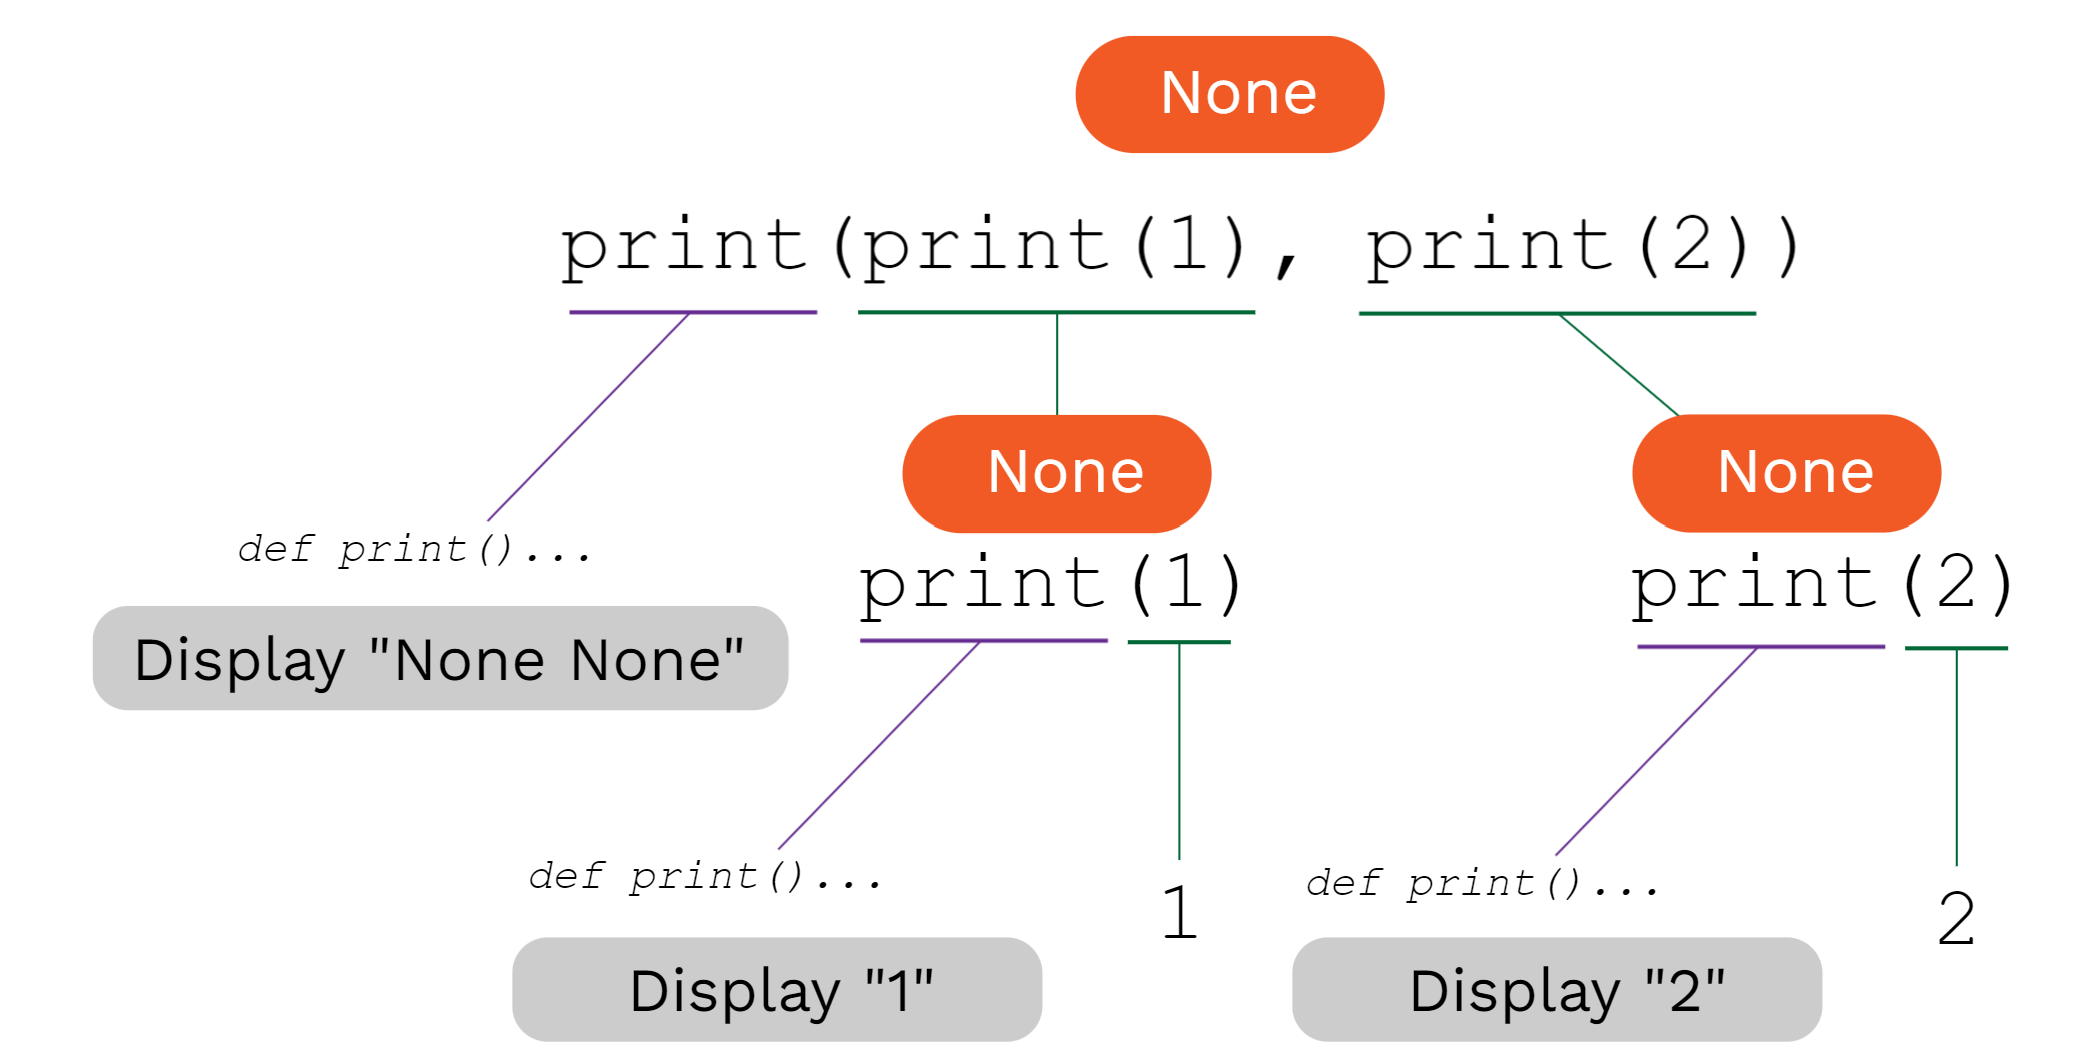 None
print(print(1), print(2))
None
None
def print()...
print(1)
print(2)
Display "None None"
def print()...
1
def print()...
2
Display "1"
Display "2"